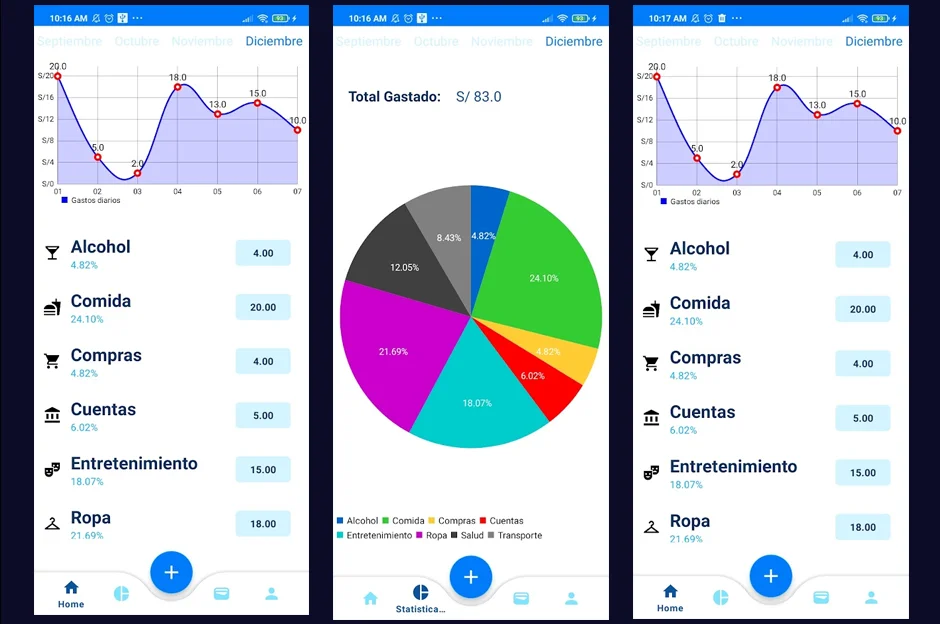 10:16 AM
93
Septiembre Octubre Noviembre Diciembre
20.0
18.0
15.0
13.0
10.0
5.0
2.0
S/20
S/16
S/12
S/8
S/4
S/0
01 02 03 04 05 06 07
Gastos diarios
Alcohol
4.82%
4.00
Comida
24.10%
20.00
Compras
4.82%
4.00
Cuentas
6.02%
5.00
Entretenimiento
18.07%
15.00
Ropa
21.69%
18.00
+
Home
10:16 AM
93
Septiembre Octubre Noviembre Diciembre
Total Gastado: S/ 83.0
4.82%
24.10%
4.82%
6.02%
18.07%
21.69%
12.05%
8.43%
Alcohol Comida Compras Cuentas
Entretenimiento Ropa Salud Transporte
+
Statistica...
10:17 AM
93
Septiembre Octubre Noviembre Diciembre
20.0
18.0
15.0
13.0
10.0
5.0
2.0
S/20
S/16
S/12
S/8
S/4
S/0
01 02 03 04 05 06 07
Gastos diarios
Alcohol
4.82%
4.00
Comida
24.10%
20.00
Compras
4.82%
4.00
Cuentas
6.02%
5.00
Entretenimiento
18.07%
15.00
Ropa
21.69%
18.00
+
Home